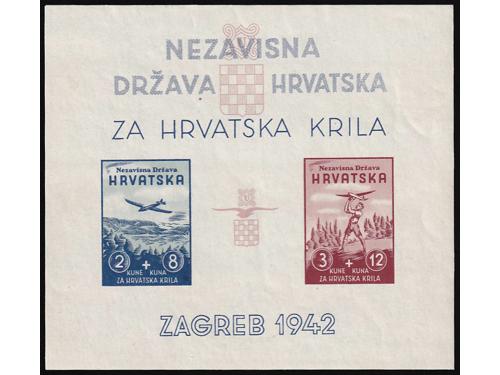 NEZAVISNA
DRŽAVA HRVATSKA
ZA HRVATSKA KRILA
Nezavisna Država
HRVATSKA
2 + 8
KUNE KUNA
ZA HRVATSKA KRILA
Nezavisna Država
HRVATSKA
3 + 12
KUNE KUNA
ZA HRVATSKA KRILA
ZAGREB 1942